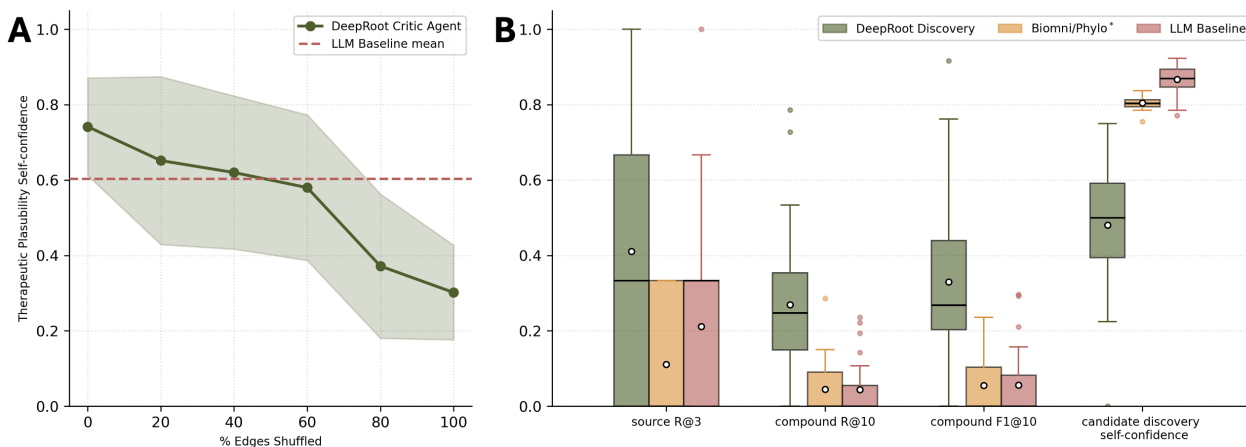 A
Therapeutic Plasubility Self-confidence
1.0
0.8
0.6
0.4
0.2
0.0
DeepRoot Critic Agent
LLM Baseline mean
0 20 40 60 80 100
% Edges Shuffled
B
1.0
0.8
0.6
0.4
0.2
0.0
DeepRoot Discovery Biomni/Phylo* LLM Baseline
source R@3 compound R@10 compound F1@10 candidate discovery
self-confidence